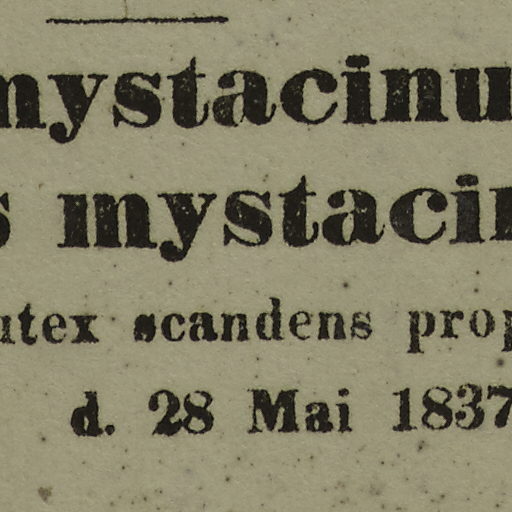 mystacinu
s mystacin
utex scandens prop
d. 28 Mai 1837